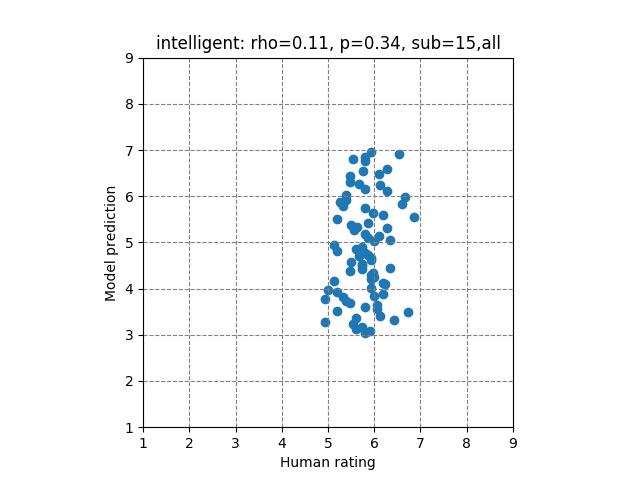 intelligent: rho=0.11, p=0.34, sub=15,all
9
8
7
6
5
4
3
2
1
Model prediction
1 2 3 4 5 6 7 8 9
Human rating